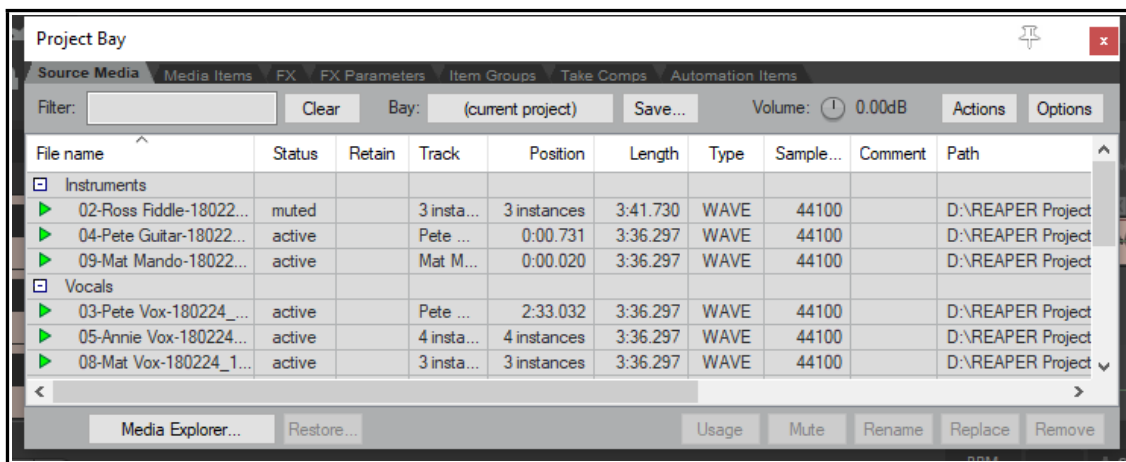 Project Bay
Source Media Media Items FX FX Parameters Item Groups Take Comps Automation Items
Filter: Clear Bay: (current project) Save... Volume: 0.00dB Actions Options
File name Status Retain Track Position Length Type Sample... Comment Path
Instruments
02-Ross Fiddle-18022... muted 3 insta... 3 instances 3:41.730 WAVE 44100 D:\REAPER Project
04-Pete Guitar-18022... active Pete ... 0:00.731 3:36.297 WAVE 44100 D:\REAPER Project
09-Mat Mando-18022... active Mat M... 0:00.020 3:36.297 WAVE 44100 D:\REAPER Project
Vocals
03-Pete Vox-180224_... active Pete ... 2:33.032 3:36.297 WAVE 44100 D:\REAPER Project
05-Annie Vox-180224... active 4 insta... 4 instances 3:36.297 WAVE 44100 D:\REAPER Project
08-Mat Vox-180224_1... active 3 insta... 3 instances 3:36.297 WAVE 44100 D:\REAPER Project
Media Explorer... Restore... Usage Mute Rename Replace Remove